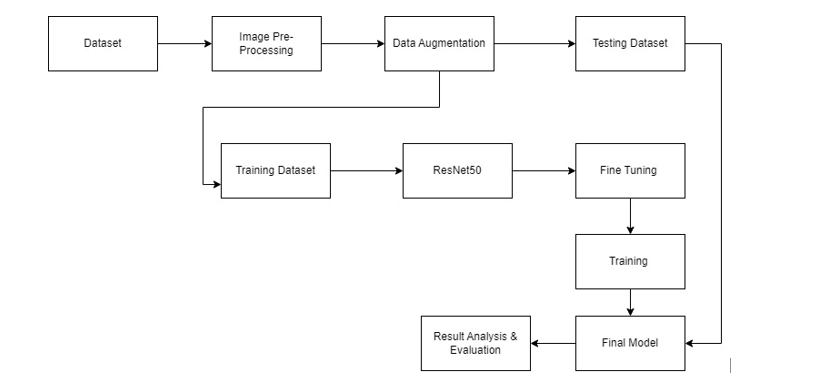 Dataset
Image Pre-
Processing
Data Augmentation
Testing Dataset
Training Dataset
ResNet50
Fine Tuning
Training
Result Analysis &
Evaluation
Final Model